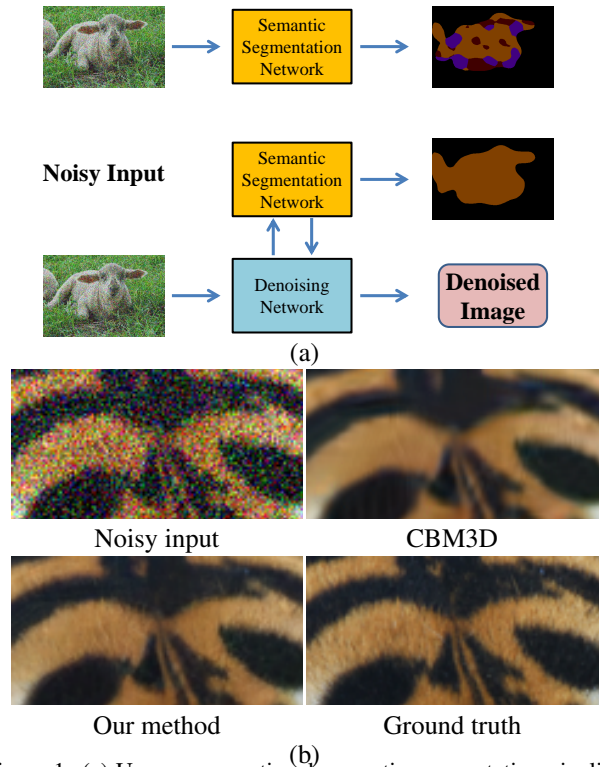 Semantic
Segmentation
Network
Noisy Input
Semantic
Segmentation
Network
Denoising
Network
Denoised
Image
(a)
Noisy input
CBM3D
Our method
Ground truth
(b)